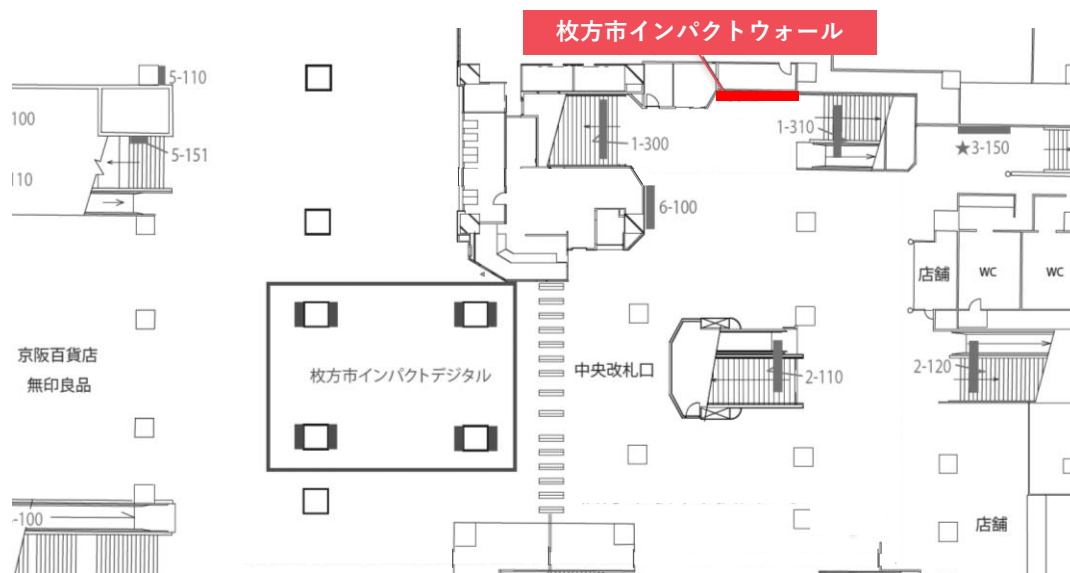 枚方市インパクトウォール
5-110
100
5-151
110
1-300
1-310
★3-150
6-100
店舗
WC
WC
京阪百貨店
無印良品
枚方市インパクトデジタル
中央改札口
2-110
2-120
-100
店舗